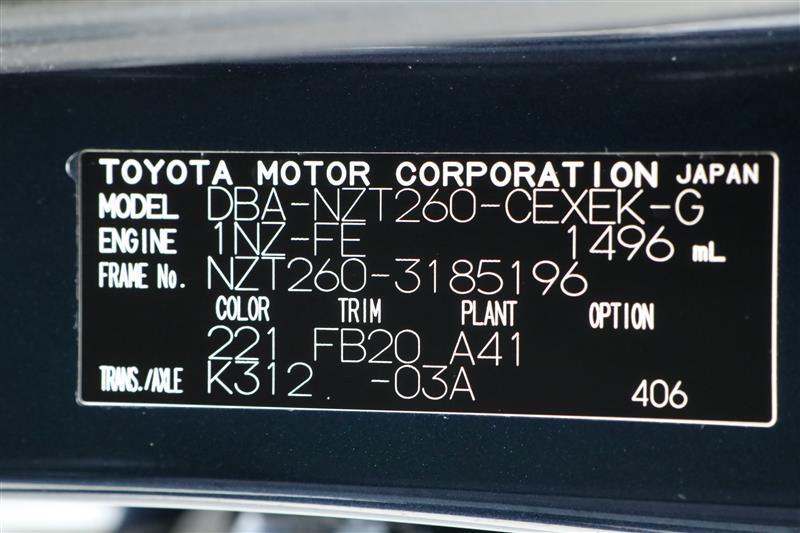 TOYOTA MOTOR CORPORATION JAPAN
MODEL DBA-NZT260-CEXEK-G
ENGINE 1NZ-FE 1496 mL
FRAME No. NZT260-3185196
COLOR TRIM PLANT OPTION
221 FB20 A41
TRANS./AXLE K312 -03A 406